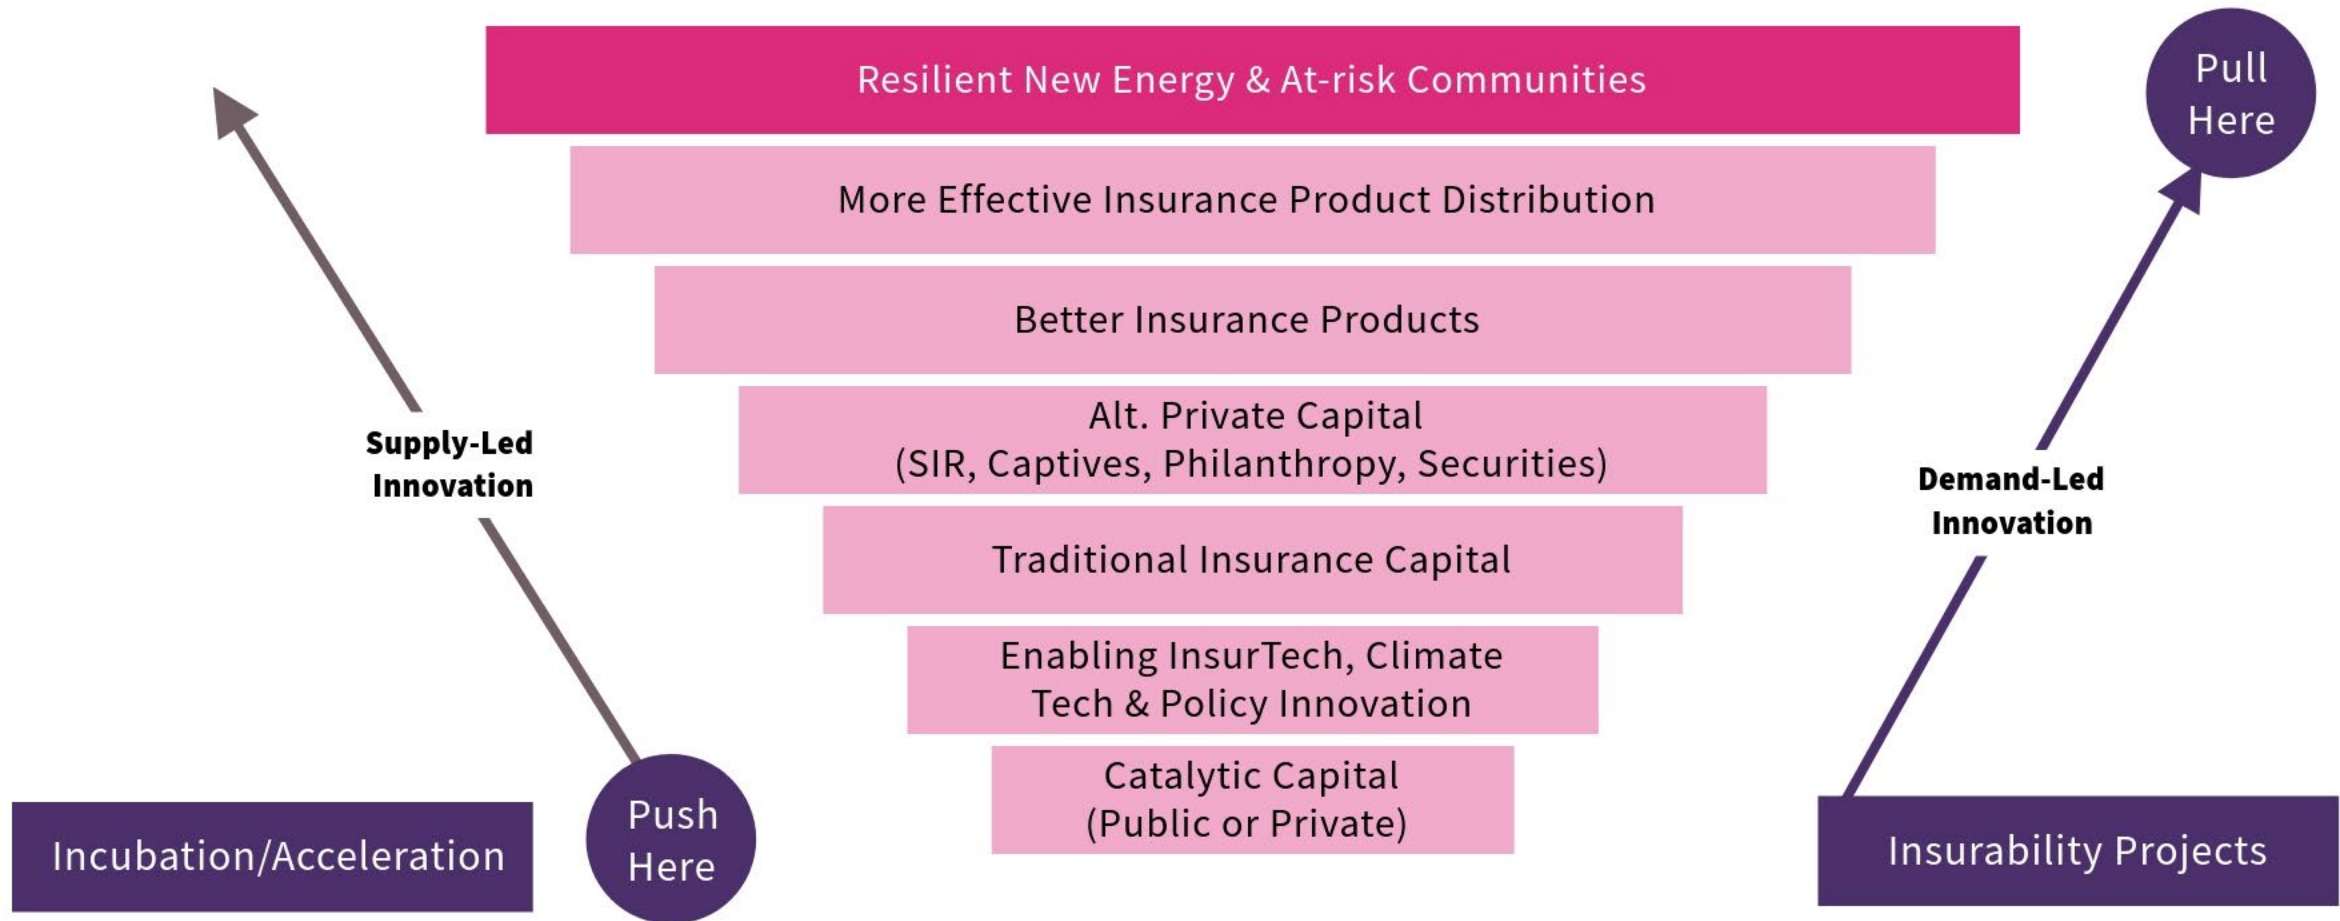 Resilient New Energy & At-risk Communities
Pull
Here
More Effective Insurance Product Distribution
Better Insurance Products
Alt. Private Capital
(SIR, Captives, Philanthropy, Securities)
Supply-Led
Innovation
Demand-Led
Innovation
Traditional Insurance Capital
Enabling InsurTech, Climate
Tech & Policy Innovation
Catalytic Capital
(Public or Private)
Incubation/Acceleration
Push
Here
Insurability Projects